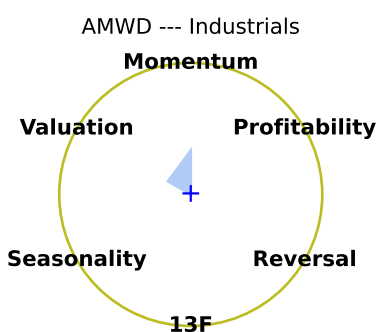 AMWD --- Industrials
Momentum
Valuation
Profitability
Seasonality
Reversal
13F